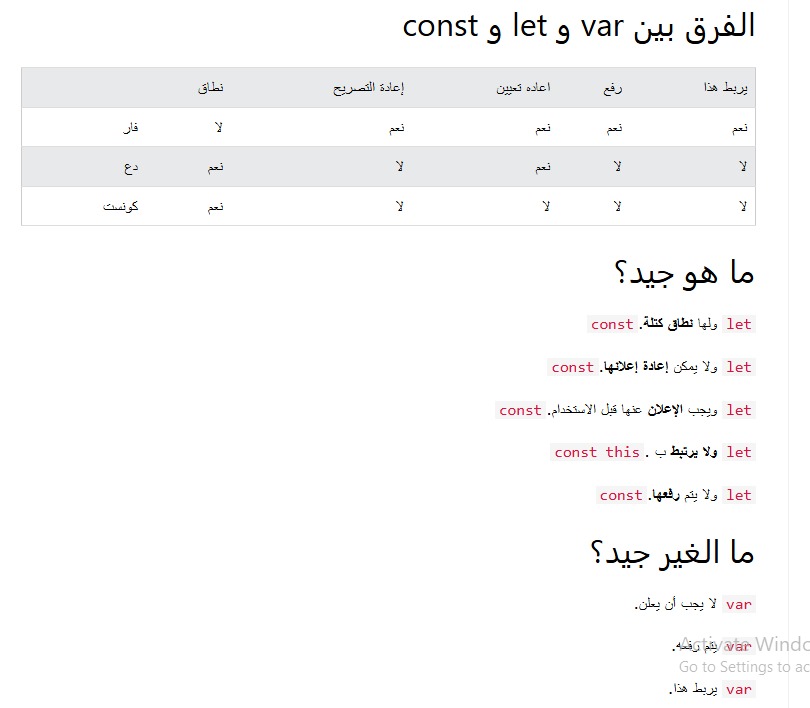 الفرق بين var و let و const
يربط هذا رفع اعاده تعيين إعادة التصريح نطاق
نعم نعم نعم نعم لا فار
لا لا نعم لا نعم دع
لا لا لا لا نعم كونست
ما هو جيد؟
let ولها نطاق كتلة. const
let ولا يمكن إعادة إعلانها. const
let ويجب الإعلان عنها قبل الاستخدام. const
let ولا يرتبط ب . const this
let ولا يتم رفعها. const
ما الغير جيد؟
var لا يجب أن يعلن.
var يتم رفعه.
Activate Windo
Go to Settings to ac
var يربط هذا.